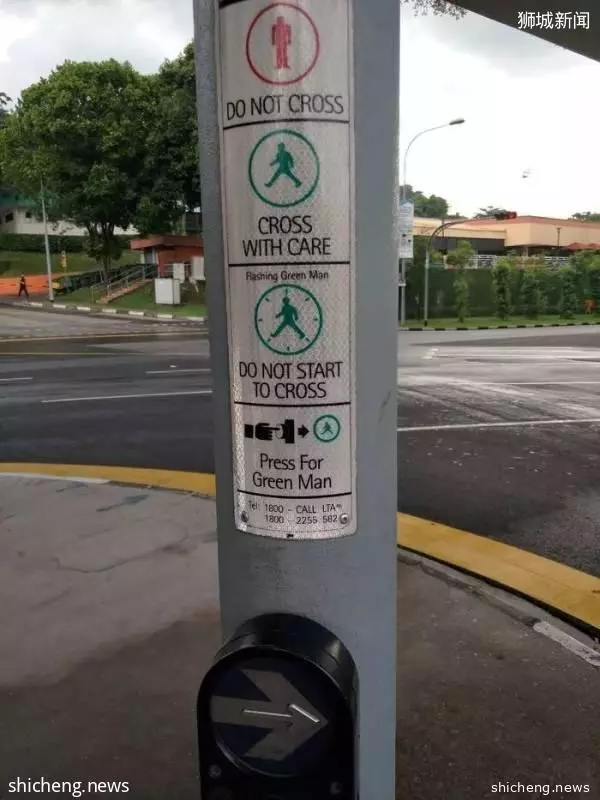 狮城新闻
DO NOT CROSS
CROSS
WITH CARE
Flashing Green Man
DO NOT START
TO CROSS
Press For
Green Man
Tel: 1800 - CALL LTA
1800 - 2255 582
shicheng.news
shicheng.news